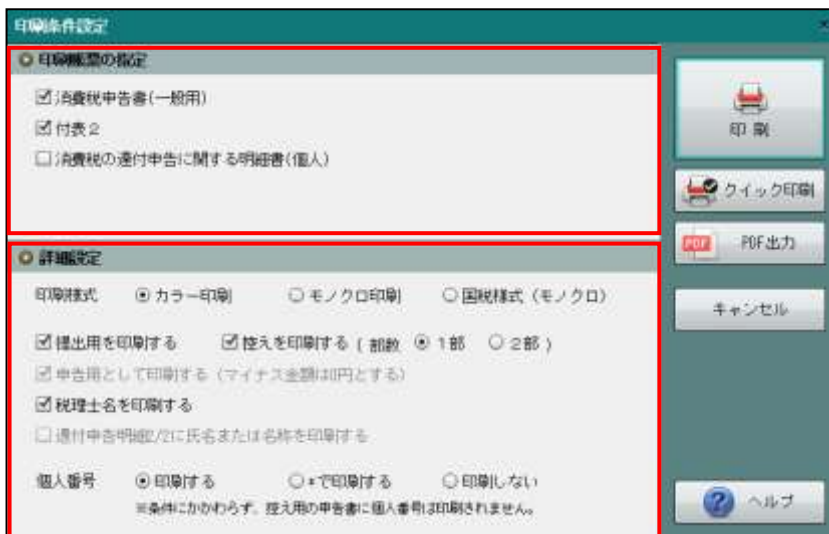 印刷条件設定
印刷帳票の指定
消費税申告書(一般用)
付表2
消費税の還付申告に関する明細書(個人)
詳細設定
印刷様式 カラー印刷 モノクロ印刷 国税様式(モノクロ)
提出用を印刷する 控えを印刷する ( 部数 1部 2部 )
申告用として印刷する(マイナス金額は0円とする)
税理士名を印刷する
還付申告明細2/2に氏名または名称を印刷する
個人番号 印刷する *で印刷する 印刷しない
※条件にかかわらず、控え用の申告書に個人番号は印刷されません。
印刷
クイック印刷
PDF PDF出力
キャンセル
ヘルプ